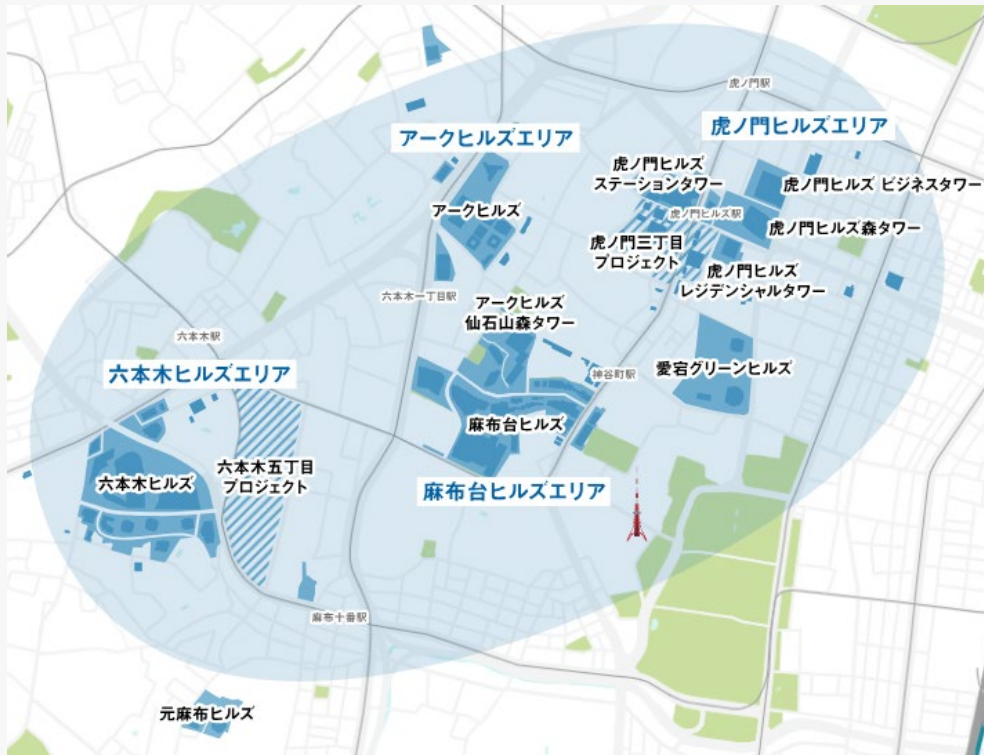 虎ノ門駅
アークヒルズエリア
虎ノ門ヒルズエリア
虎ノ門ヒルズ
ステーションタワー
虎ノ門ヒルズ ビジネスタワー
アークヒルズ
虎ノ門ヒルズ駅
虎ノ門ヒルズ森タワー
虎ノ門三丁目
プロジェクト
虎ノ門ヒルズ
レジデンシャルタワー
六本木一丁目駅
アークヒルズ
仙石山森タワー
六本木駅
神谷町駅
愛宕グリーンヒルズ
六本木ヒルズエリア
麻布台ヒルズ
六本木五丁目
プロジェクト
六本木ヒルズ
麻布台ヒルズエリア
麻布十番駅
元麻布ヒルズ